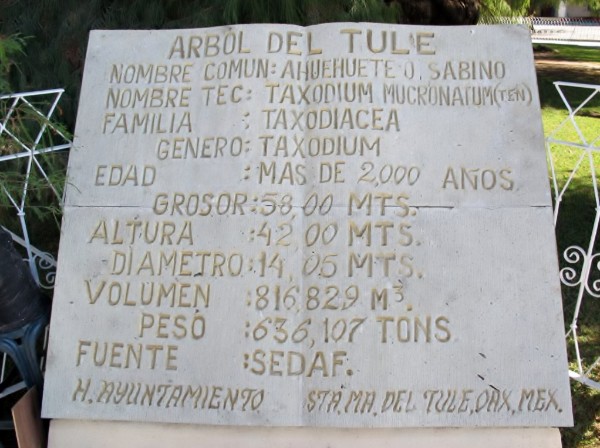 ARBOL DEL TULE
NOMBRE COMUN: AHUEHUETE O, SABINO
NOMBRE TEC: TAXODIUM MUCRONATUM (TEN)
FAMILIA : TAXODIACEA
GENERO: TAXODIUM
EDAD : MAS DE 2,000 AÑOS.
GROSOR: 58,00 MTS.
ALTURA : 42,00 MTS.
DIAMETRO: 14,05 MTS.
VOLUMEN : 816,829 M³.
PESO : 636,107 TONS.
FUENTE : SEDAF.
H. AYUNTAMIENTO STA. MA. DEL TULE, OAX. MEX.